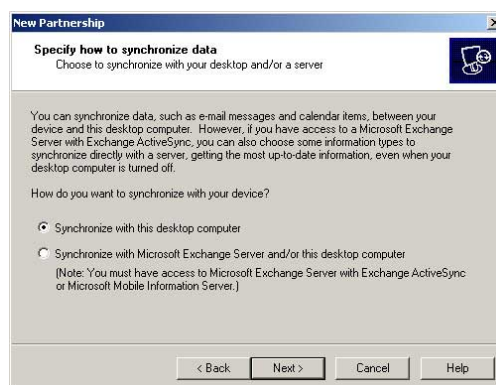 New Partnership
Specify how to synchronize data
Choose to synchronize with your desktop and/or a server
You can synchronize data, such as e-mail messages and calendar items, between your
device and this desktop computer. However, if you have access to a Microsoft Exchange
Server with Exchange ActiveSync, you can also choose some information types to
synchronize directly with a server, getting the most up-to-date information, even when your
desktop computer is turned off.
How do you want to synchronize with your device?
Synchronize with this desktop computer
Synchronize with Microsoft Exchange Server and/or this desktop computer
(Note: You must have access to Microsoft Exchange Server with Exchange ActiveSync
or Microsoft Mobile Information Server.)
< Back Next > Cancel Help